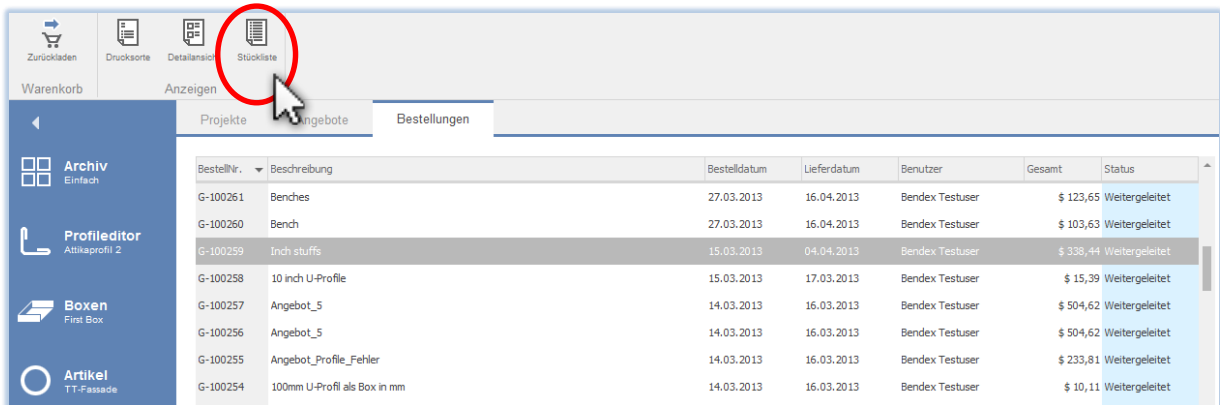 Zurückladen Drucksorte Detailansich Stückliste
Warenkorb Anzeigen
Projekte Angebote Bestellungen
Archiv
Einfach
Profileditor
Attikaprofil 2
Boxen
First Box
Artikel
TT-Fassade
BestellNr. Beschreibung Bestelldatum Lieferdatum Benutzer Gesamt Status
G-100261 Benches 27.03.2013 16.04.2013 Bendex Testuser $ 123,65 Weitergeleitet
G-100260 Bench 27.03.2013 16.04.2013 Bendex Testuser $ 103,63 Weitergeleitet
G-100259 Inch stuffs 15.03.2013 04.04.2013 Bendex Testuser $ 338,44 Weitergeleitet
G-100258 10 inch U-Profile 15.03.2013 17.03.2013 Bendex Testuser $ 15,39 Weitergeleitet
G-100257 Angebot_5 14.03.2013 16.03.2013 Bendex Testuser $ 504,62 Weitergeleitet
G-100256 Angebot_5 14.03.2013 16.03.2013 Bendex Testuser $ 504,62 Weitergeleitet
G-100255 Angebot_Profile_Fehler 14.03.2013 16.03.2013 Bendex Testuser $ 233,81 Weitergeleitet
G-100254 100mm U-Profil als Box in mm 14.03.2013 16.03.2013 Bendex Testuser $ 10,11 Weitergeleitet